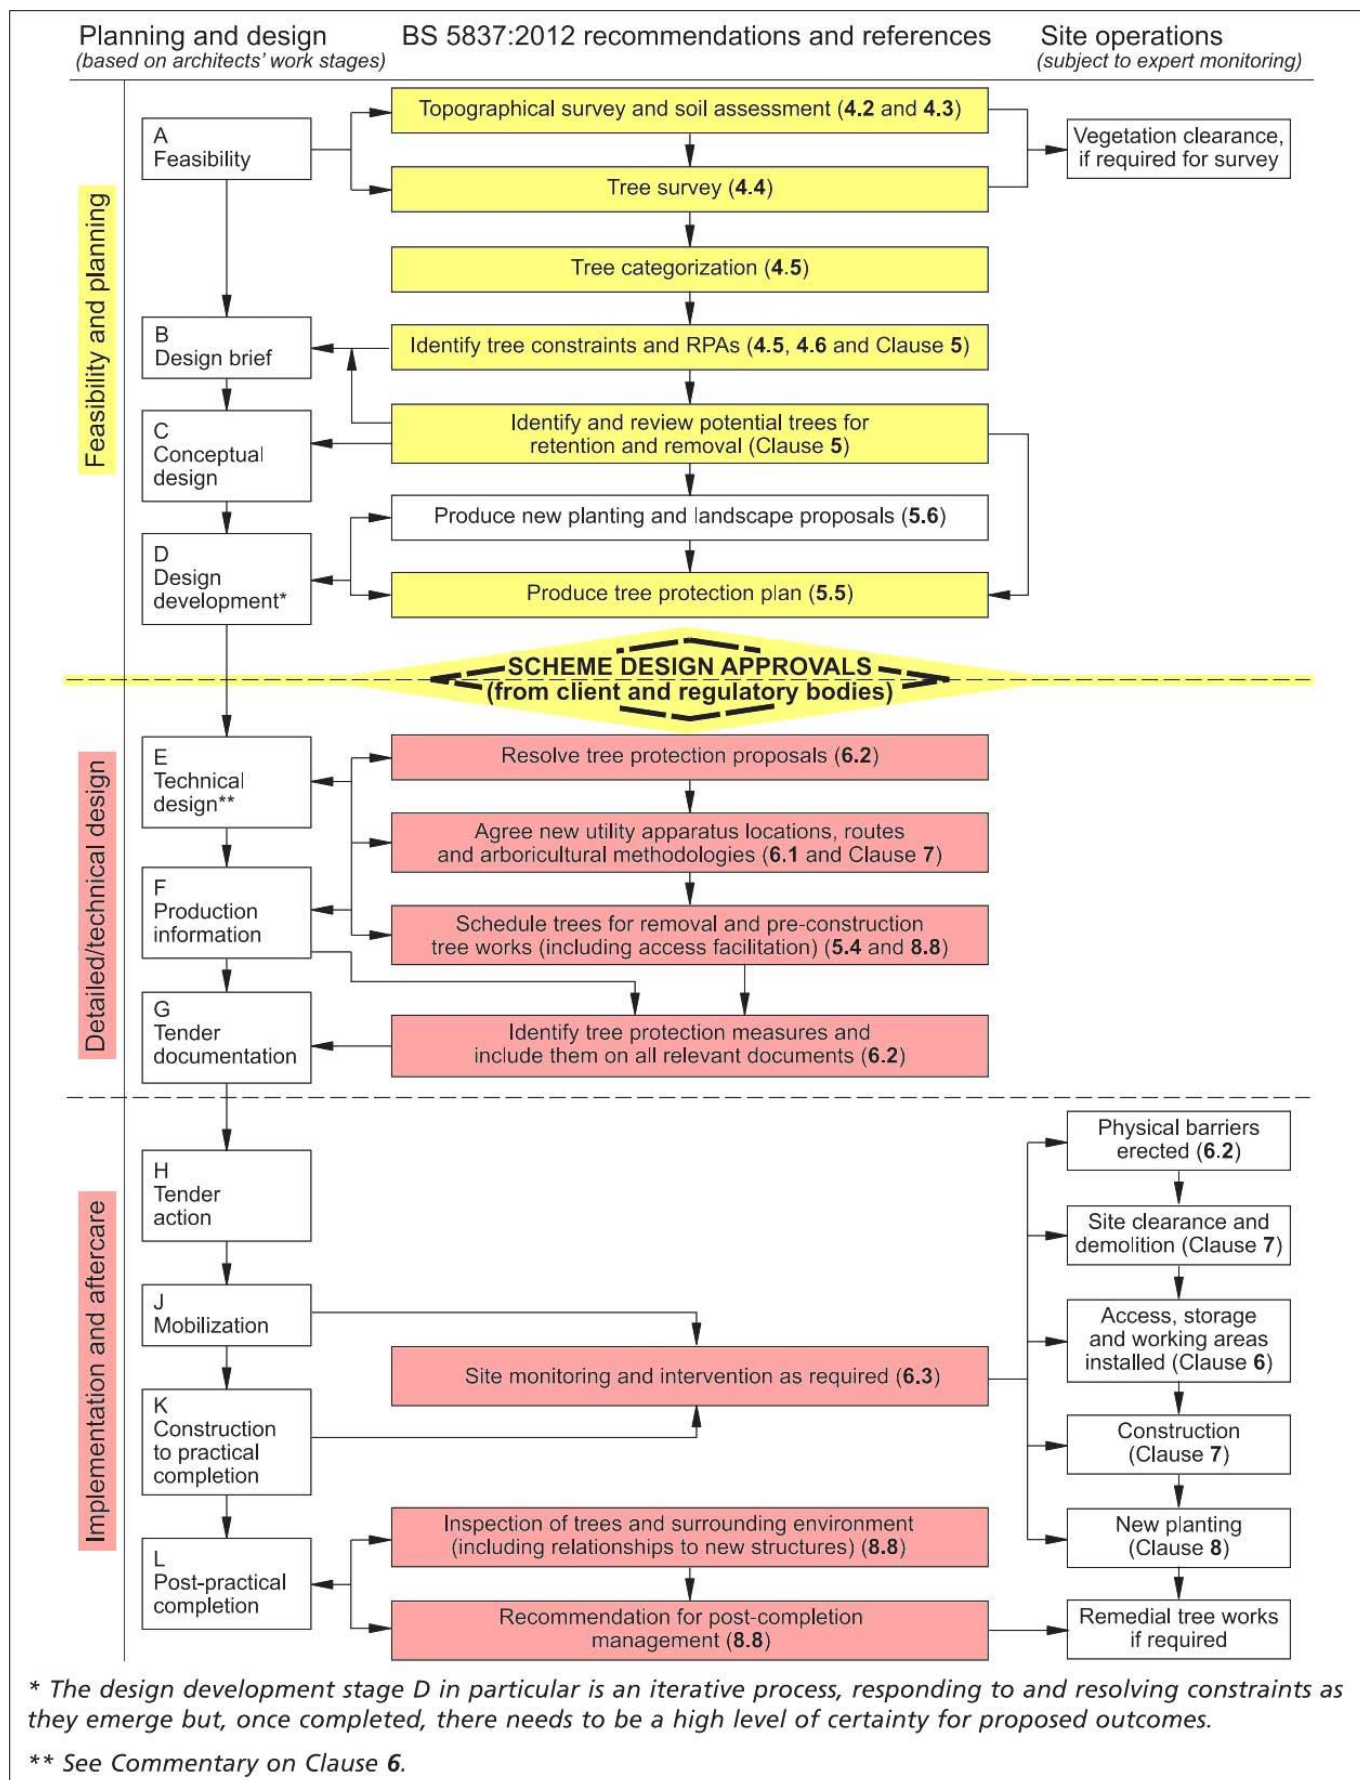 Planning and design
(based on architects' work stages)
BS 5837:2012 recommendations and references
Site operations
(subject to expert monitoring)
Feasibility and planning
A
Feasibility
Topographical survey and soil assessment (4.2 and 4.3)
Vegetation clearance,
if required for survey
Tree survey (4.4)
Tree categorization (4.5)
B
Design brief
Identify tree constraints and RPAs (4.5, 4.6 and Clause 5)
C
Conceptual
design
Identify and review potential trees for
retention and removal (Clause 5)
Produce new planting and landscape proposals (5.6)
D
Design
development*
Produce tree protection plan (5.5)
SCHEME DESIGN APPROVALS
(from client and regulatory bodies)
Detailed/technical design
E
Technical
design**
Resolve tree protection proposals (6.2)
Agree new utility apparatus locations, routes
and arboricultural methodologies (6.1 and Clause 7)
F
Production
information
Schedule trees for removal and pre-construction
tree works (including access facilitation) (5.4 and 8.8)
G
Tender
documentation
Identify tree protection measures and
include them on all relevant documents (6.2)
Implementation and aftercare
H
Tender
action
Physical barriers
erected (6.2)
Site clearance and
demolition (Clause 7)
J
Mobilization
Access, storage
and working areas
installed (Clause 6)
Site monitoring and intervention as required (6.3)
K
Construction
to practical
completion
Construction
(Clause 7)
L
Post-practical
completion
Inspection of trees and surrounding environment
(including relationships to new structures) (8.8)
New planting
(Clause 8)
Recommendation for post-completion
management (8.8)
Remedial tree works
if required
* The design development stage D in particular is an iterative process, responding to and resolving constraints as
they emerge but, once completed, there needs to be a high level of certainty for proposed outcomes.
** See Commentary on Clause 6.